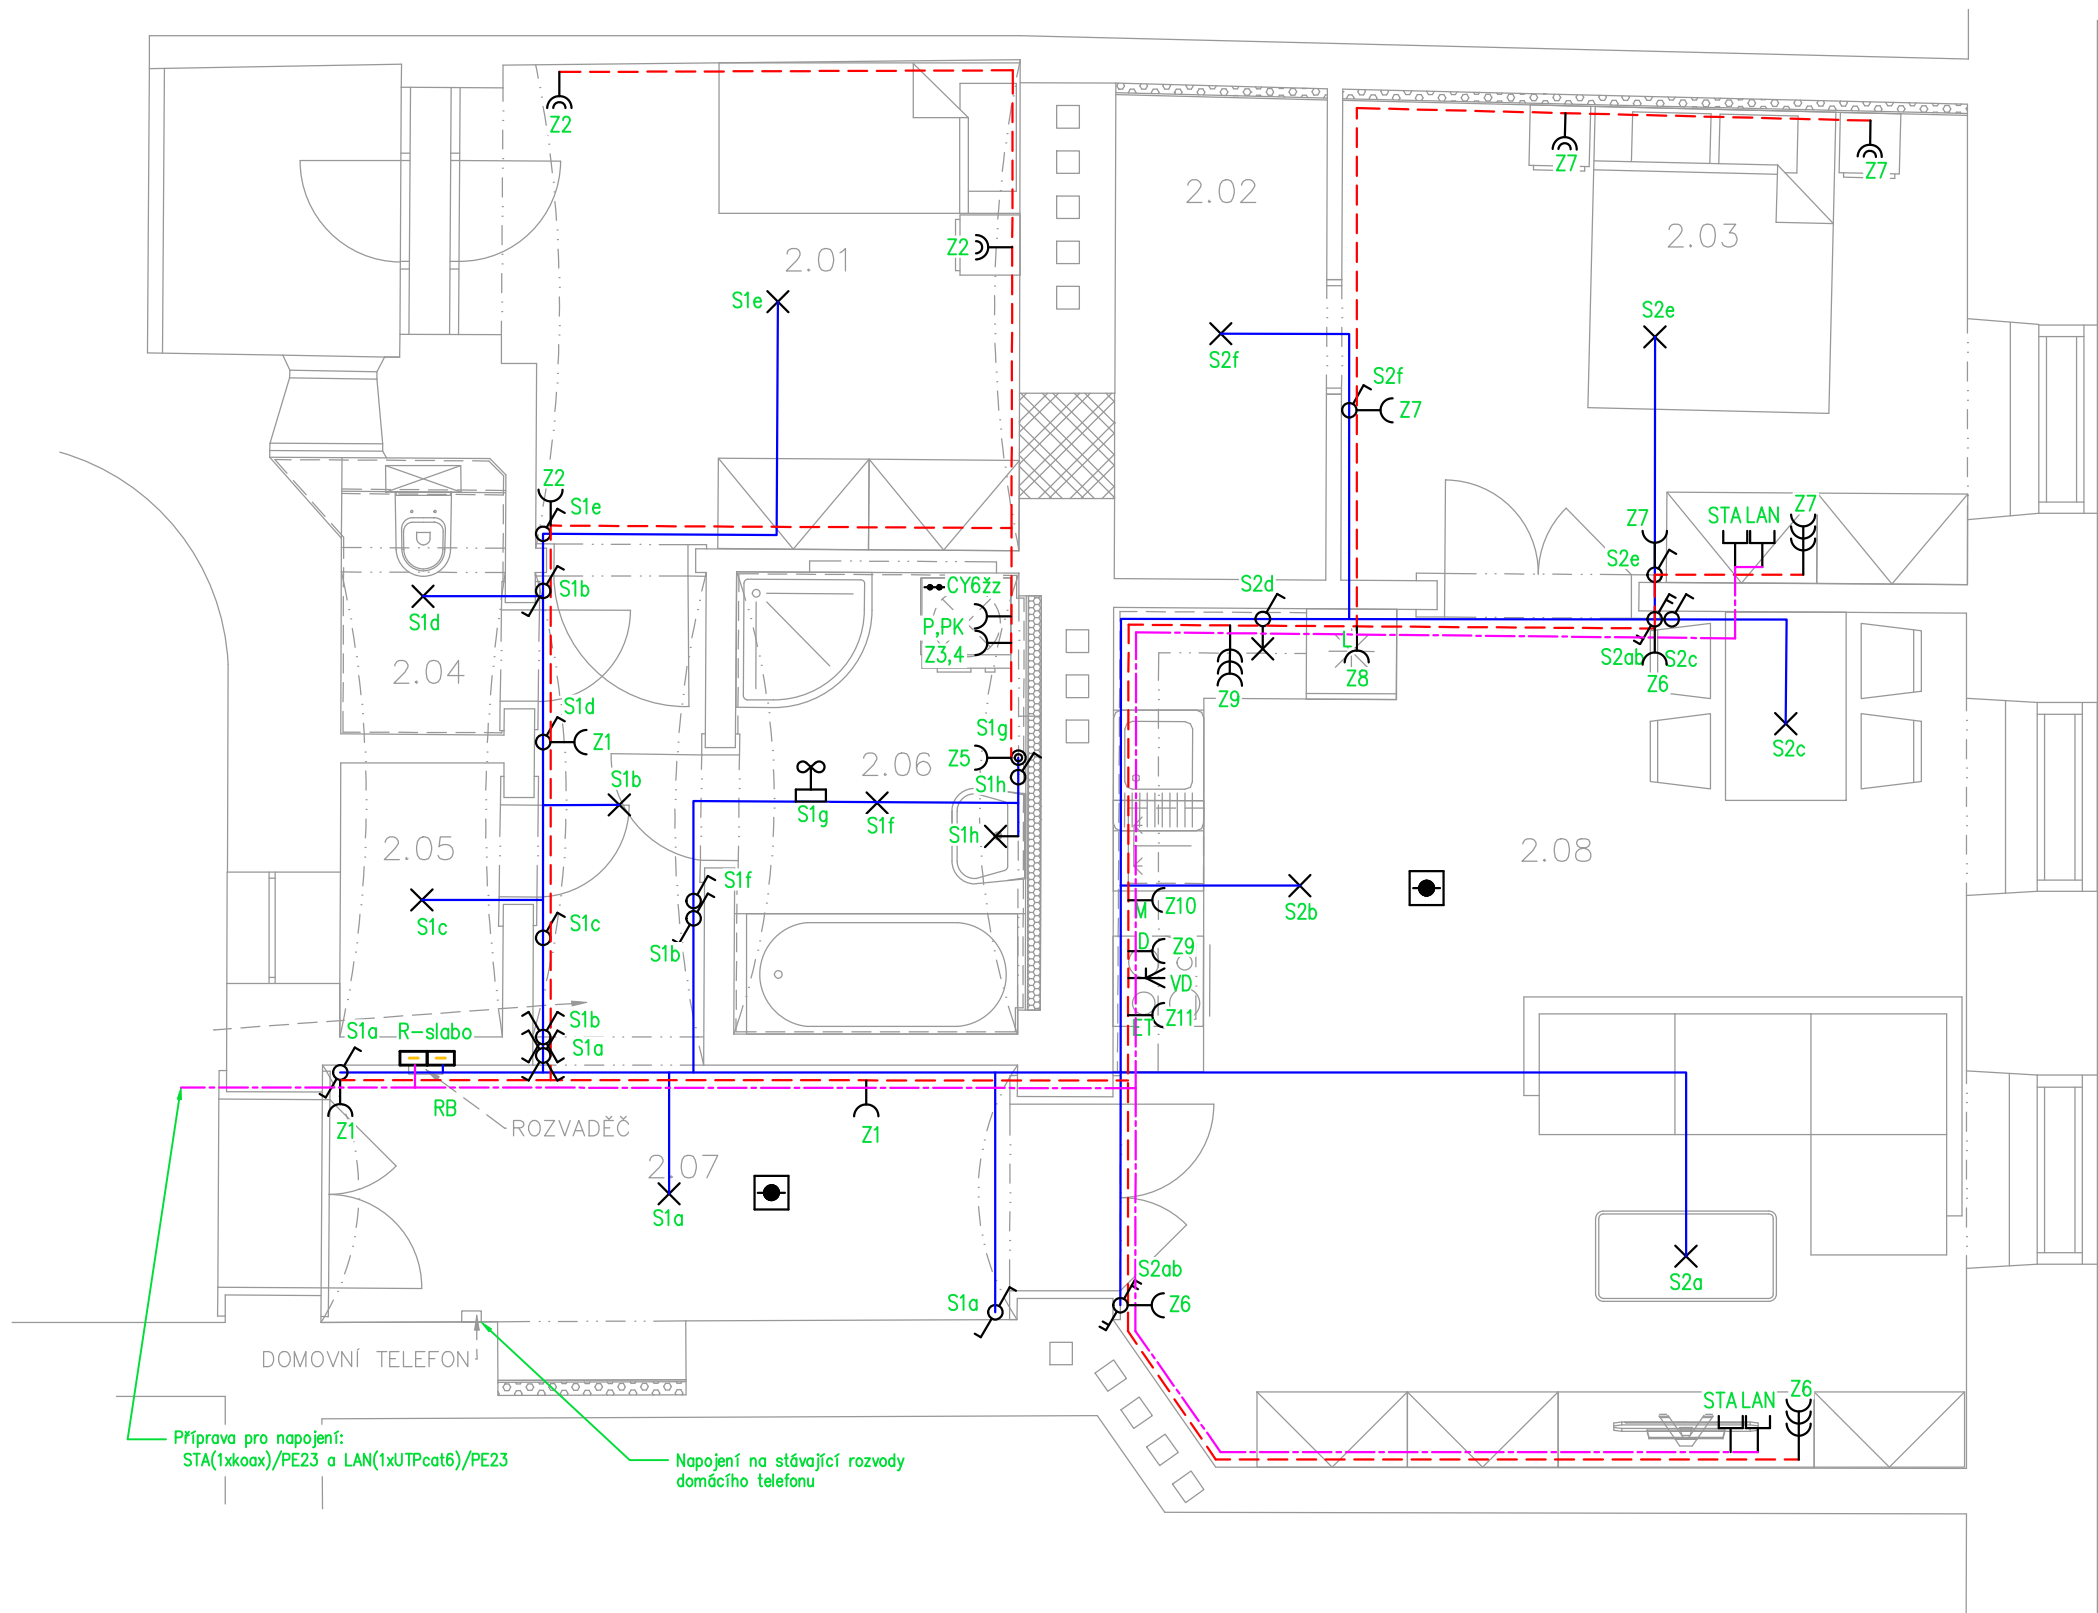 Z2
2.01
Z2
S1e
2.02
2.03
Z7
Z7
S2e
S2f
S2f
Z7
Z2
S1e
S1b
S1d
2.04
S1d
Z1
S1b
CY6žz
P,PK
Z3,4
S1g
Z5
S1h
2.06
S1g
S1f
S1h
2.05
S1c
S1c
S1f
S1b
S2d
L
Z8
Z9
Z7
S2e
STA LAN
Z7
S2ab
S2c
Z6
S2c
2.08
S2b
M
Z10
D
Z9
VD
Z11
ET
S1a
R-slabo
S1b
S1a
RB
Z1
ROZVADĚČ
Z1
2.07
S1a
S1a
S2ab
Z6
S2a
DOMOVNÍ TELEFON
STA LAN
Z6
Příprava pro napojení:
STA(1xkoax)/PE23 a LAN(1xUTPcat6)/PE23
Napojení na stávající rozvody
domácího telefonu